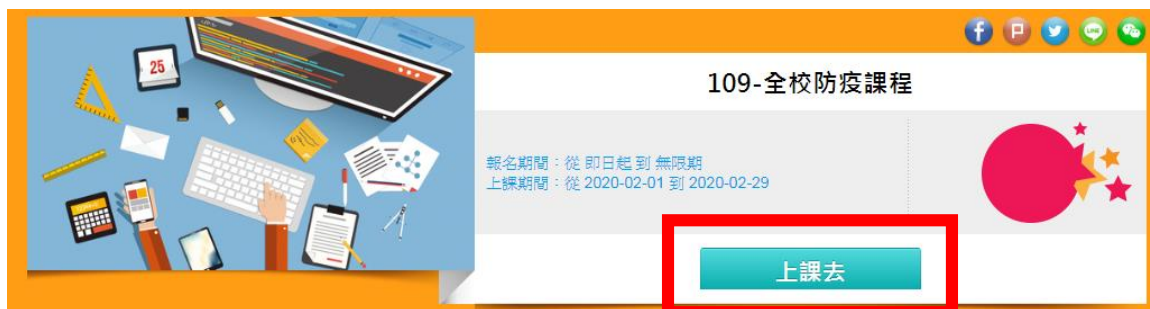 25
109-全校防疫課程
報名期間：從 即日起 到 無限期
上課期間：從 2020-02-01 到 2020-02-29
上課去